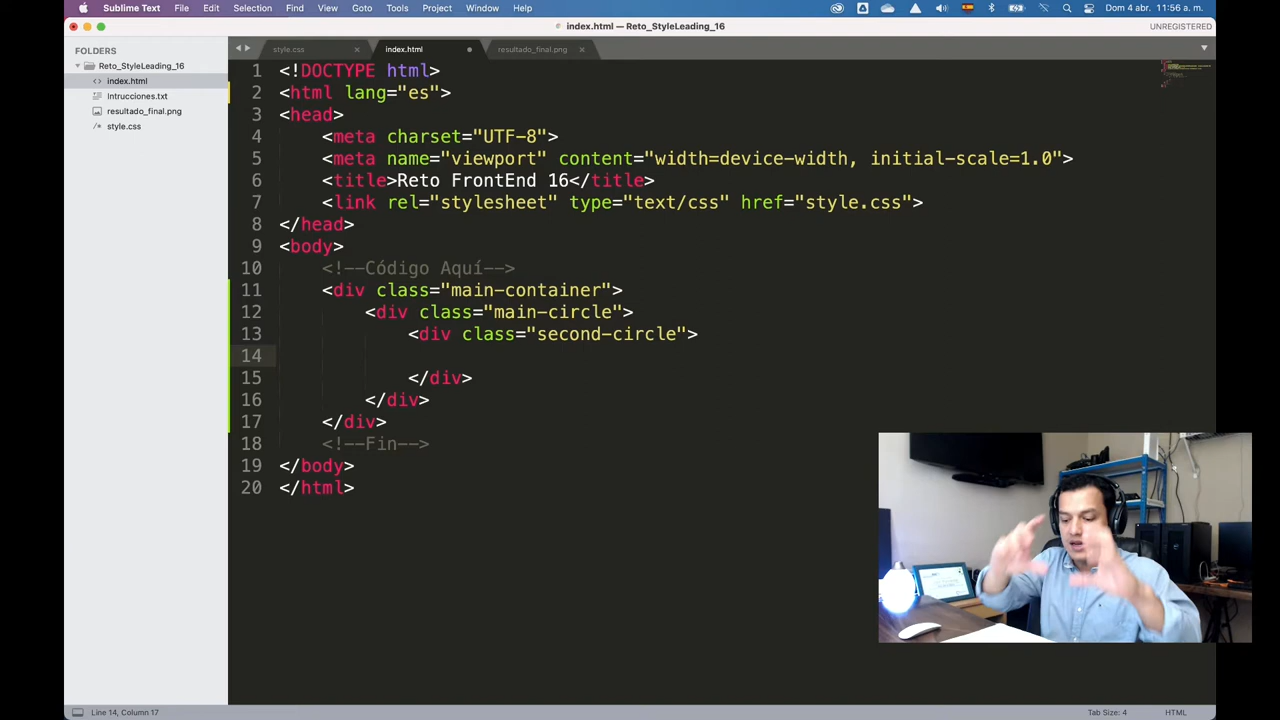 Sublime Text File Edit Selection Find View Goto Tools Project Window Help Dom 4 abr. 11:56 a. m.
index.html — Reto_StyleLeading_16 UNREGISTERED
FOLDERS
Reto_StyleLeading_16
index.html
Intrucciones.txt
resultado_final.png
style.css
style.css index.html resultado_final.png
1 <!DOCTYPE html>
2 <html lang="es">
3 <head>
4 <meta charset="UTF-8">
5 <meta name="viewport" content="width=device-width, initial-scale=1.0">
6 <title>Reto FrontEnd 16</title>
7 <link rel="stylesheet" type="text/css" href="style.css">
8 </head>
9 <body>
10 <!--Código Aquí-->
11 <div class="main-container">
12 <div class="main-circle">
13 <div class="second-circle">
14
15 </div>
16 </div>
17 </div>
18 <!--Fin-->
19 </body>
20 </html>
Line 14, Column 17 Tab Size: 4 HTML